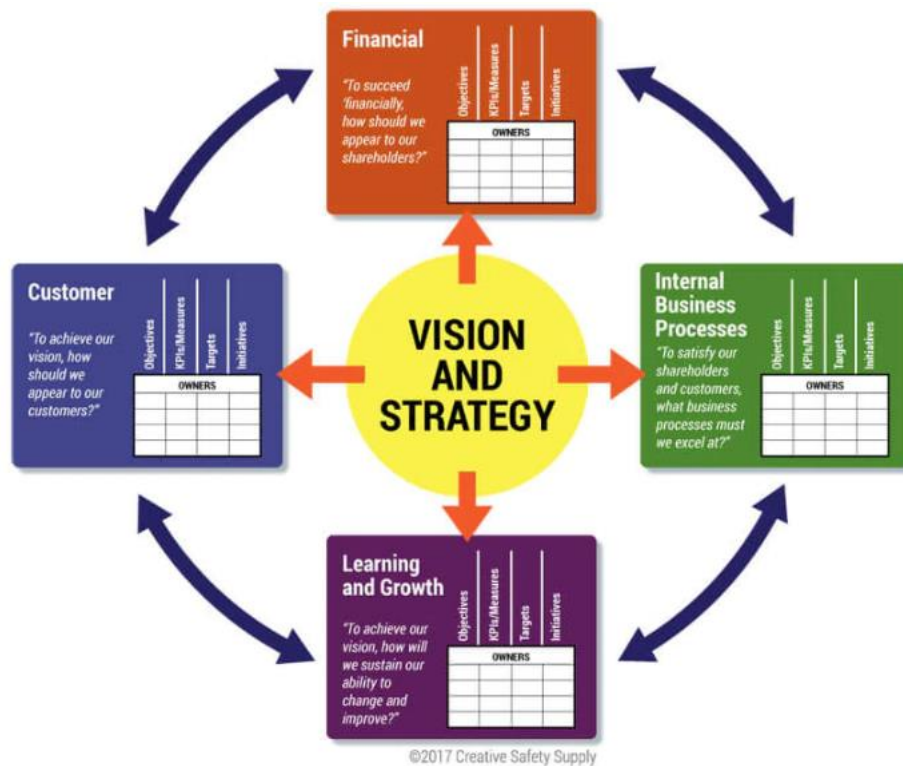 Financial
"To succeed
'financially,
how should we
appear to our
shareholders?"
Objectives
KPIs/Measures
Targets
Initiatives
OWNERS
Customer
"To achieve our
vision, how
should we
appear to our
customers?"
Objectives
KPIs/Measures
Targets
Initiatives
OWNERS
VISION
AND
STRATEGY
Internal
Business
Processes
"To satisfy our
shareholders
and customers,
what business
processes must
we excel at?"
Objectives
KPIs/Measures
Targets
Initiatives
OWNERS
Learning
and Growth
"To achieve our
vision, how will
we sustain our
ability to
change and
improve?"
Objectives
KPIs/Measures
Targets
Initiatives
OWNERS
©2017 Creative Safety Supply